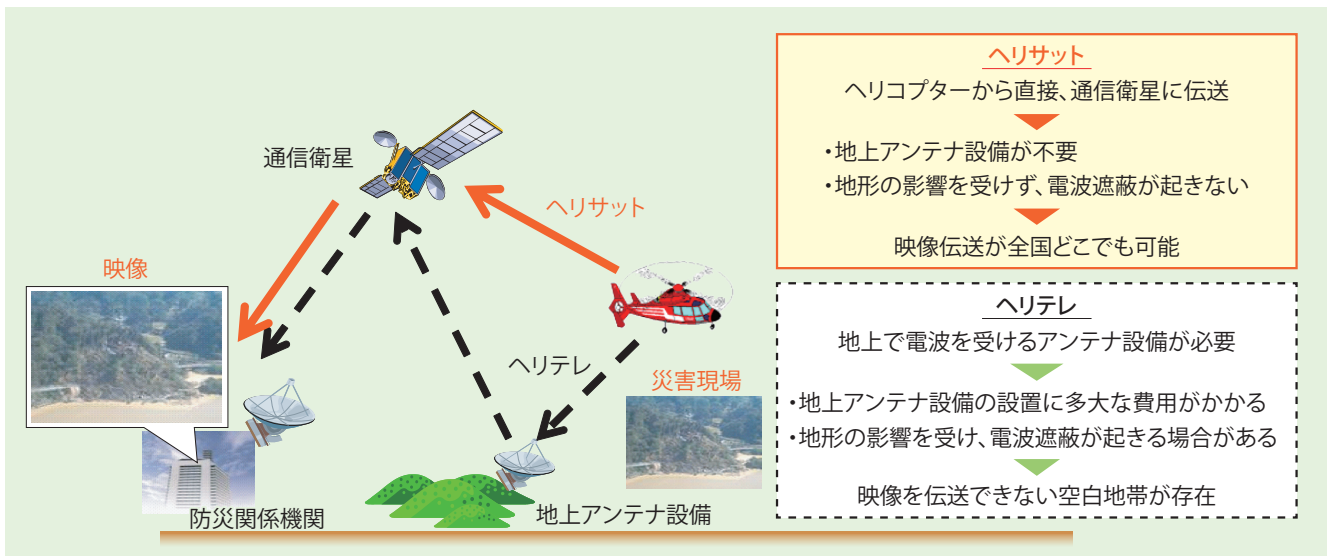 通信衛星
ヘリサット
映像
ヘリテレ
災害現場
防災関係機関
地上アンテナ設備
ヘリサット
ヘリコプターから直接、通信衛星に伝送
・地上アンテナ設備が不要
・地形の影響を受けず、電波遮蔽が起きない
映像伝送が全国どこでも可能
ヘリテレ
地上で電波を受けるアンテナ設備が必要
・地上アンテナ設備の設置に多大な費用がかかる
・地形の影響を受け、電波遮蔽が起きる場合がある
映像を伝送できない空白地帯が存在